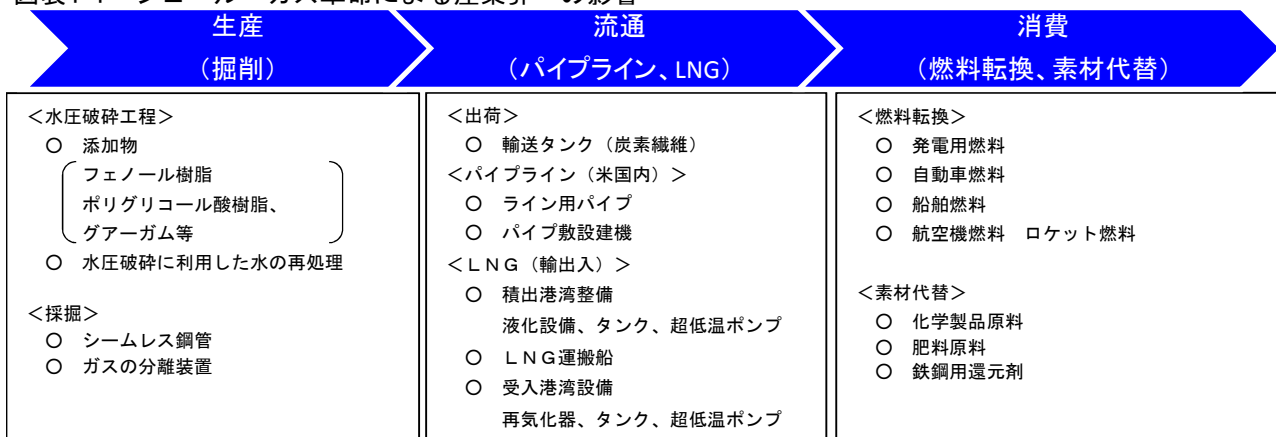 生産
（掘削）
流通
（パイプライン、LNG）
消費
（燃料転換、素材代替）
＜水圧破砕工程＞
○ 添加物
フェノール樹脂
ポリグリコール酸樹脂、
グアーガム等
○ 水圧破砕に利用した水の再処理
＜採掘＞
○ シームレス鋼管
○ ガスの分離装置
＜出荷＞
○ 輸送タンク（炭素繊維）
＜パイプライン（米国内）＞
○ ライン用パイプ
○ パイプ敷設建機
＜ＬＮＧ（輸出入）＞
○ 積出港湾整備
液化設備、タンク、超低温ポンプ
○ ＬＮＧ運搬船
○ 受入港湾設備
再気化器、タンク、超低温ポンプ
＜燃料転換＞
○ 発電用燃料
○ 自動車燃料
○ 船舶燃料
○ 航空機燃料 ロケット燃料
＜素材代替＞
○ 化学製品原料
○ 肥料原料
○ 鉄鋼用還元剤